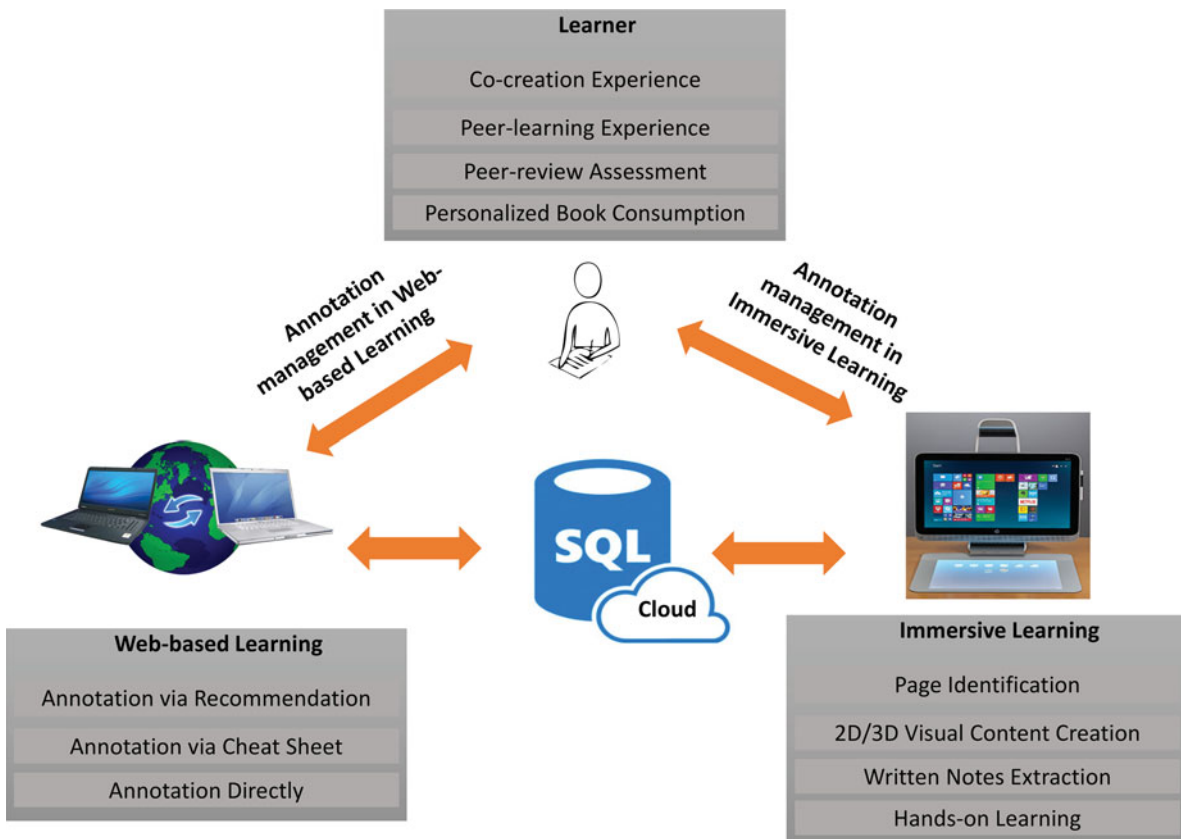 Learner
Co-creation Experience
Peer-learning Experience
Peer-review Assessment
Personalized Book Consumption
Annotation
management in Web-
based Learning
Annotation
management in
Immersive Learning
SQL
Cloud
Web-based Learning
Annotation via Recommendation
Annotation via Cheat Sheet
Annotation Directly
Immersive Learning
Page Identification
2D/3D Visual Content Creation
Written Notes Extraction
Hands-on Learning